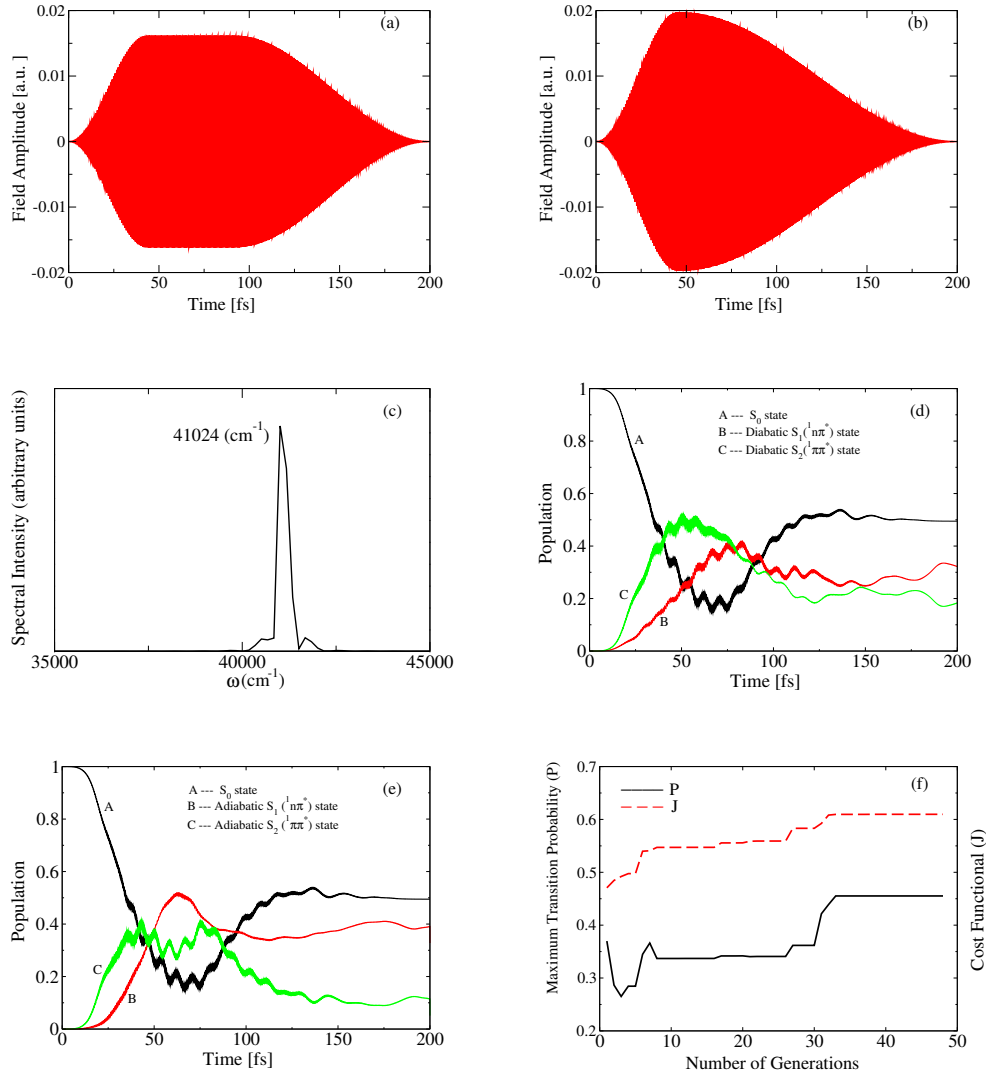 (a)
0.02
0.01
0
-0.01
-0.02
Field Amplitude [a.u.]
0 50 100 150 200
Time [fs]
(b)
0.02
0.01
0
-0.01
-0.02
Field Amplitude [a.u.]
0 50 100 150 200
Time [fs]
(c)
41024 (cm⁻¹)
Spectral Intensity (arbitrary units)
35000 40000 45000
ω(cm⁻¹)
(d)
A --- S₀ state
B --- Diabatic S₁(¹nπ*) state
C --- Diabatic S₂(¹ππ*) state
A
C
B
1
0.8
0.6
0.4
0.2
0
Population
0 50 100 150 200
Time [fs]
(e)
A --- S₀ state
B --- Adiabatic S₁ (¹nπ*) state
C --- Adiabatic S₂ (¹ππ*) state
A
C
B
1
0.8
0.6
0.4
0.2
0
Population
0 50 100 150 200
Time [fs]
(f)
P
J
0.7
0.6
0.5
0.4
0.3
0.2
Maximum Transition Probability (P)
Cost Functional (J)
0 10 20 30 40 50
Number of Generations